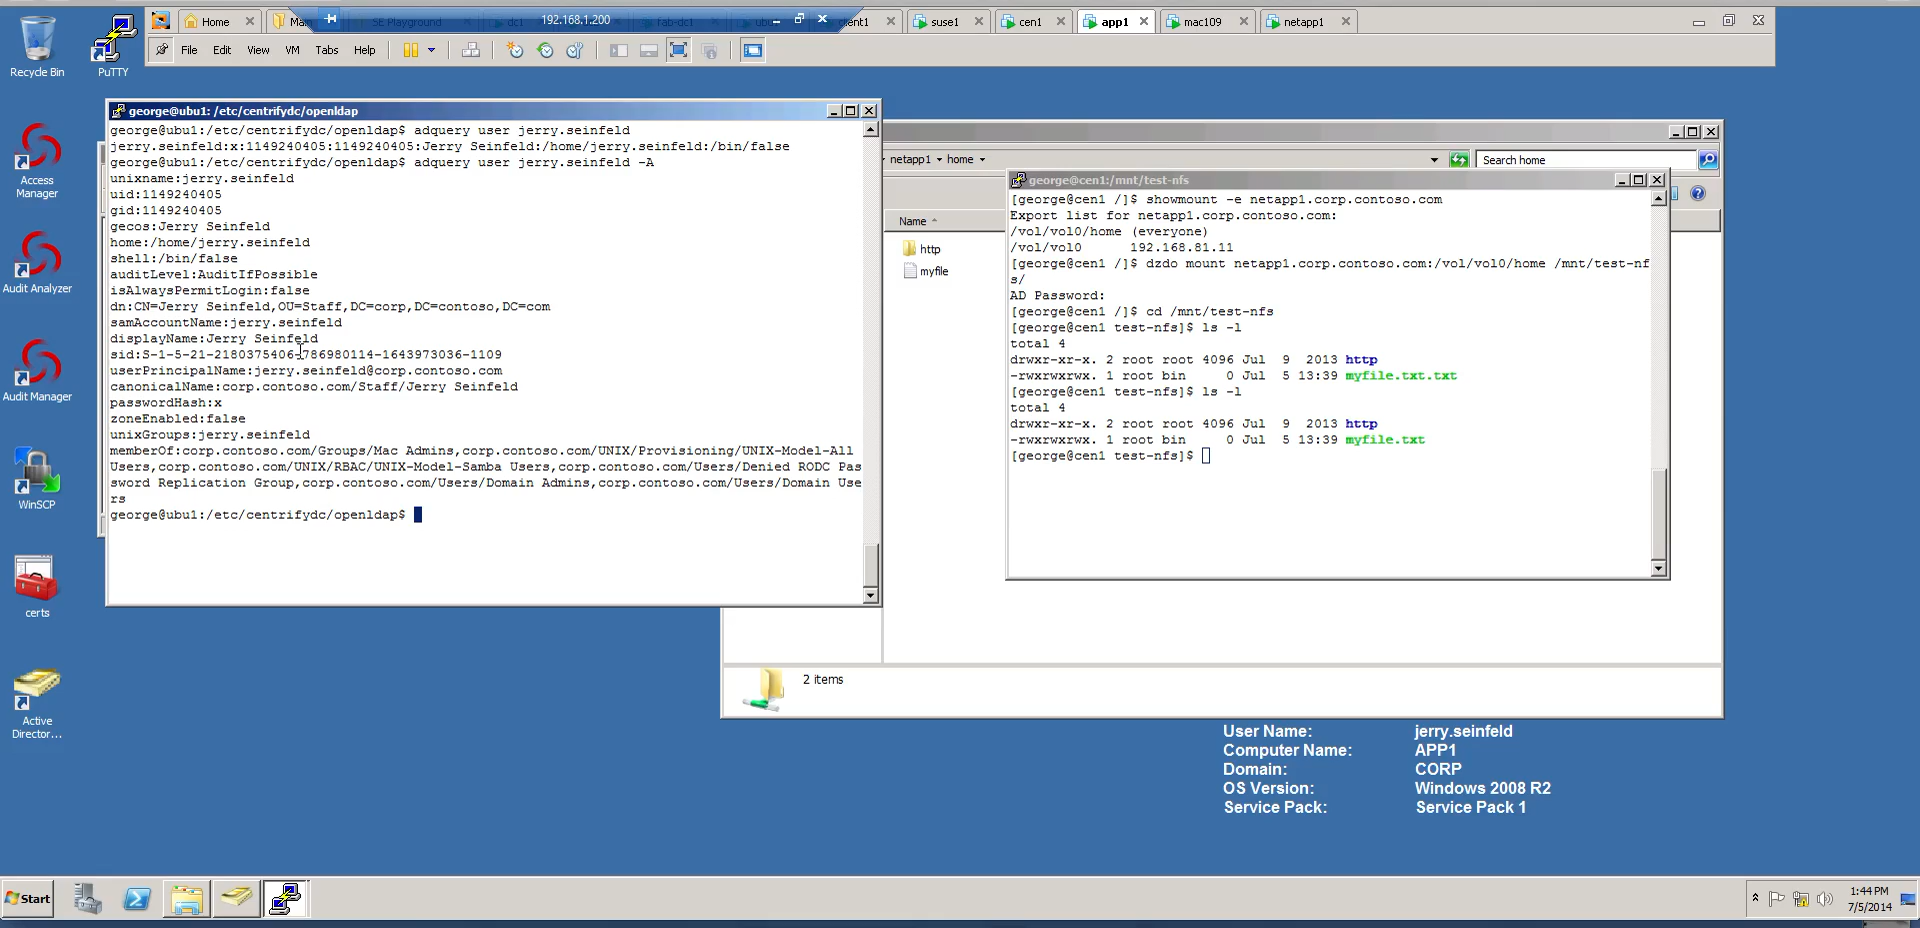 Home
Main
SE Playground
dc1
192.168.1.200
fab-dc1
client1
suse1
cen1
app1
mac109
netapp1
File Edit View VM Tabs Help
Recycle Bin
PuTTY
Access Manager
Audit Analyzer
Audit Manager
WinSCP
certs
Active Director...
george@ubu1: /etc/centrifydc/openldap
george@ubu1:/etc/centrifydc/openldap$ adquery user jerry.seinfeld
jerry.seinfeld:x:1149240405:1149240405:Jerry Seinfeld:/home/jerry.seinfeld:/bin/false
george@ubu1:/etc/centrifydc/openldap$ adquery user jerry.seinfeld -A
unixname:jerry.seinfeld
uid:1149240405
gid:1149240405
gecos:Jerry Seinfeld
home:/home/jerry.seinfeld
shell:/bin/false
auditLevel:AuditIfPossible
isAlwaysPermitLogin:false
dn:CN=Jerry Seinfeld,OU=Staff,DC=corp,DC=contoso,DC=com
samAccountName:jerry.seinfeld
displayName:Jerry Seinfeld
sid:S-1-5-21-2180375406-786980114-1643973036-1109
userPrincipalName:jerry.seinfeld@corp.contoso.com
canonicalName:corp.contoso.com/Staff/Jerry Seinfeld
passwordHash:x
zoneEnabled:false
unixGroups:jerry.seinfeld
memberOf:corp.contoso.com/Groups/Mac Admins,corp.contoso.com/UNIX/Provisioning/UNIX-Model-All
Users,corp.contoso.com/UNIX/RBAC/UNIX-Model-Samba Users,corp.contoso.com/Users/Denied RODC Pas
sword Replication Group,corp.contoso.com/Users/Domain Admins,corp.contoso.com/Users/Domain Use
rs
george@ubu1:/etc/centrifydc/openldap$
netapp1 home
Search home
Name
http
myfile
2 items
george@cen1:/mnt/test-nfs
[george@cen1 /]$ showmount -e netapp1.corp.contoso.com
Export list for netapp1.corp.contoso.com:
/vol/vol0/home (everyone)
/vol/vol0 192.168.81.11
[george@cen1 /]$ dzdo mount netapp1.corp.contoso.com:/vol/vol0/home /mnt/test-nf
s/
AD Password:
[george@cen1 /]$ cd /mnt/test-nfs
[george@cen1 test-nfs]$ ls -l
total 4
drwxr-xr-x. 2 root root 4096 Jul 9 2013 http
-rwxrwxrwx. 1 root bin 0 Jul 5 13:39 myfile.txt.txt
[george@cen1 test-nfs]$ ls -l
total 4
drwxr-xr-x. 2 root root 4096 Jul 9 2013 http
-rwxrwxrwx. 1 root bin 0 Jul 5 13:39 myfile.txt
[george@cen1 test-nfs]$
User Name: jerry.seinfeld
Computer Name: APP1
Domain: CORP
OS Version: Windows 2008 R2
Service Pack: Service Pack 1
Start
1:44 PM
7/5/2014